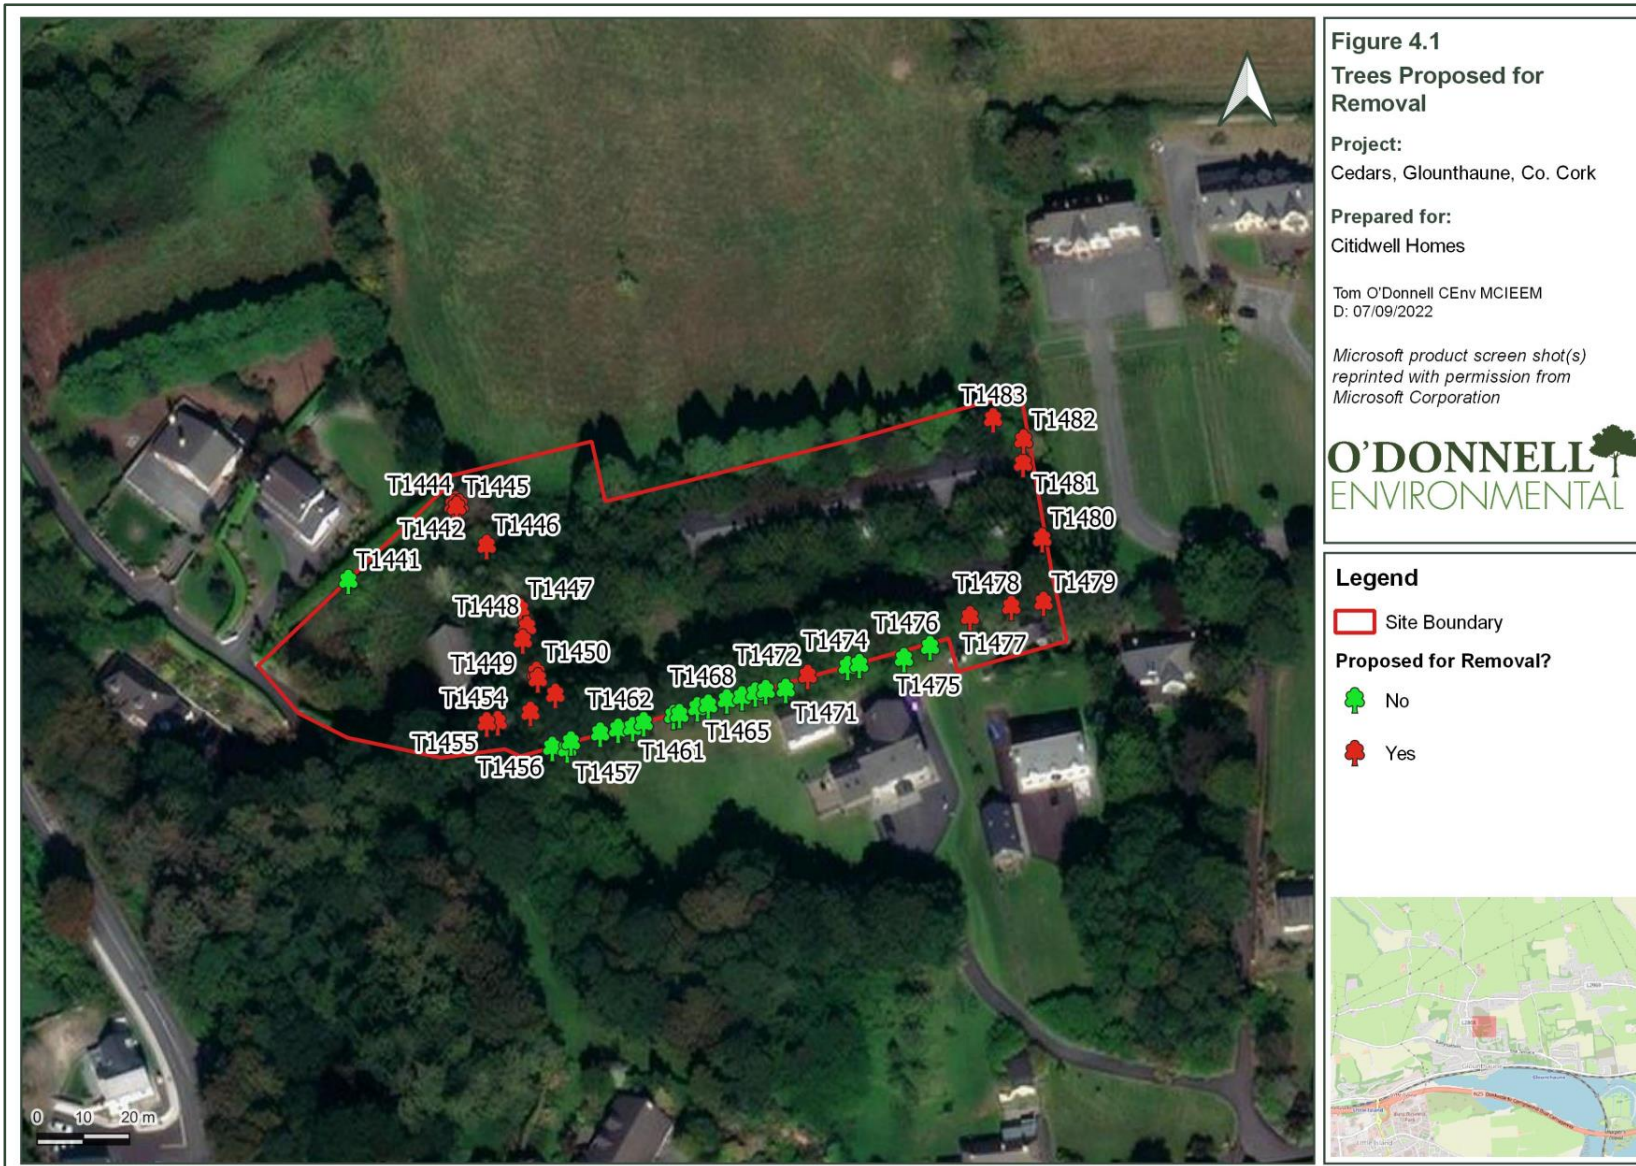 Figure 4.1
Trees Proposed for
Removal
Project:
Cedars, Glounthaune, Co. Cork
Prepared for:
Citidwell Homes
Tom O'Donnell CEnv MCIEEM
D: 07/09/2022
Microsoft product screen shot(s)
reprinted with permission from
Microsoft Corporation
O'DONNELL
ENVIRONMENTAL
Legend
Site Boundary
Proposed for Removal?
No
Yes
T1483
T1482
T1481
T1444 T1445
T1442
T1446
T1480
T1441
T1447
T1448
T1478
T1479
T1476
T1477
T1474
T1472
T1475
T1450
T1449
T1468
T1454
T1462
T1471
T1465
T1455
T1461
T1456
T1457
0 10 20 m